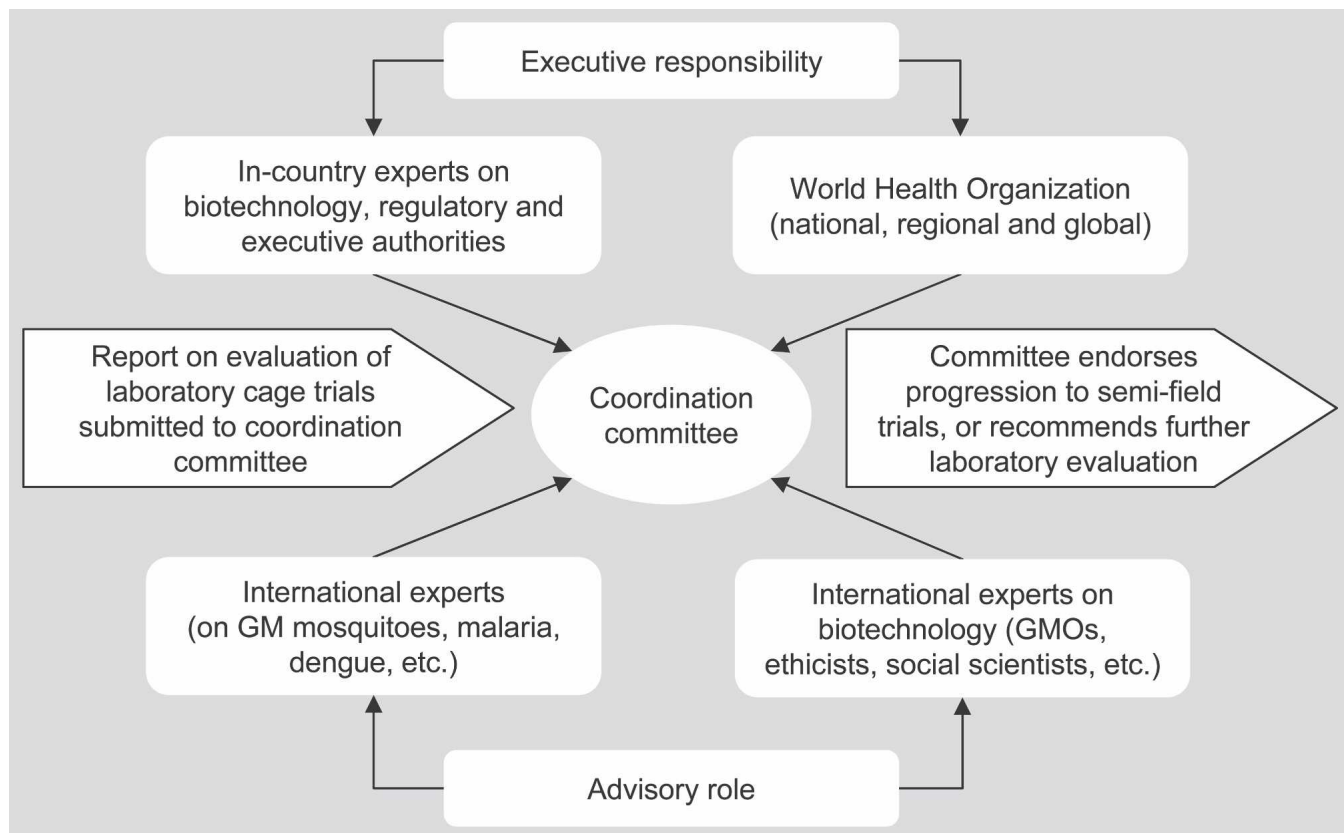 Executive responsibility
In-country experts on
biotechnology, regulatory and
executive authorities
World Health Organization
(national, regional and global)
Report on evaluation of
laboratory cage trials
submitted to coordination
committee
Coordination
committee
Committee endorses
progression to semi-field
trials, or recommends further
laboratory evaluation
International experts
(on GM mosquitoes, malaria,
dengue, etc.)
International experts on
biotechnology (GMOs,
ethicists, social scientists, etc.)
Advisory role